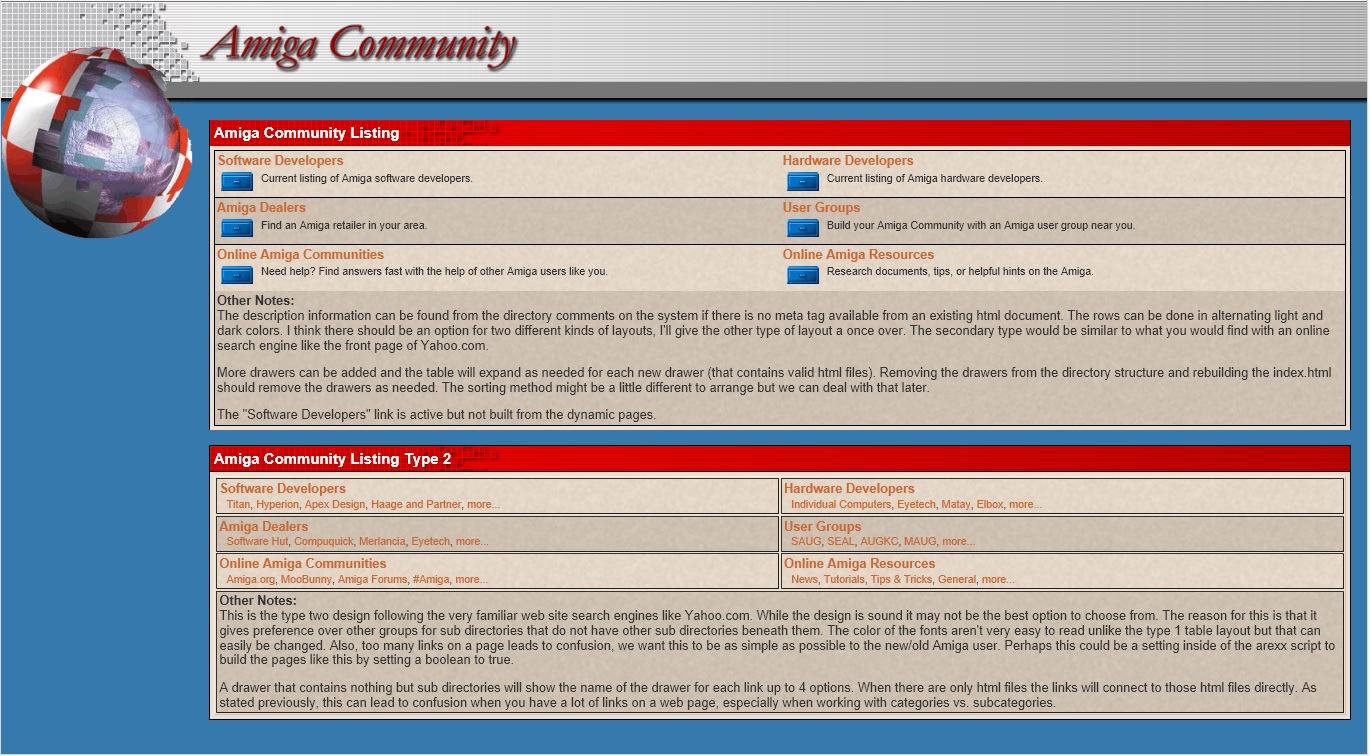 Amiga Community
Amiga Community Listing
Software Developers
Current listing of Amiga software developers.
Hardware Developers
Current listing of Amiga hardware developers.
Amiga Dealers
Find an Amiga retailer in your area.
User Groups
Build your Amiga Community with an Amiga user group near you.
Online Amiga Communities
Need help? Find answers fast with the help of other Amiga users like you.
Online Amiga Resources
Research documents, tips, or helpful hints on the Amiga.
Other Notes:
The description information can be found from the directory comments on the system if there is no meta tag available from an existing html document. The rows can be done in alternating light and
dark colors. I think there should be an option for two different kinds of layouts, I'll give the other type of layout a once over. The secondary type would be similar to what you would find with an online
search engine like the front page of Yahoo.com.
More drawers can be added and the table will expand as needed for each new drawer (that contains valid html files). Removing the drawers from the directory structure and rebuilding the index.html
should remove the drawers as needed. The sorting method might be a little different to arrange but we can deal with that later.
The "Software Developers" link is active but not built from the dynamic pages.
Amiga Community Listing Type 2
Software Developers
Titan, Hyperion, Apex Design, Haage and Partner, more...
Hardware Developers
Individual Computers, Eyetech, Matay, Elbox, more...
Amiga Dealers
Software Hut, Compuquick, Merlancia, Eyetech, more...
User Groups
SAUG, SEAL, AUGKC, MAUG, more...
Online Amiga Communities
Amiga.org, MooBunny, Amiga Forums, #Amiga, more...
Online Amiga Resources
News, Tutorials, Tips & Tricks, General, more...
Other Notes:
This is the type two design following the very familiar web site search engines like Yahoo.com. While the design is sound it may not be the best option to choose from. The reason for this is that it
gives preference over other groups for sub directories that do not have other sub directories beneath them. The color of the fonts aren't very easy to read unlike the type 1 table layout but that can
easily be changed. Also, too many links on a page leads to confusion, we want this to be as simple as possible to the new/old Amiga user. Perhaps this could be a setting inside of the arexx script to
build the pages like this by setting a boolean to true.
A drawer that contains nothing but sub directories will show the name of the drawer for each link up to 4 options. When there are only html files the links will connect to those html files directly. As
stated previously, this can lead to confusion when you have a lot of links on a web page, especially when working with categories vs. subcategories.